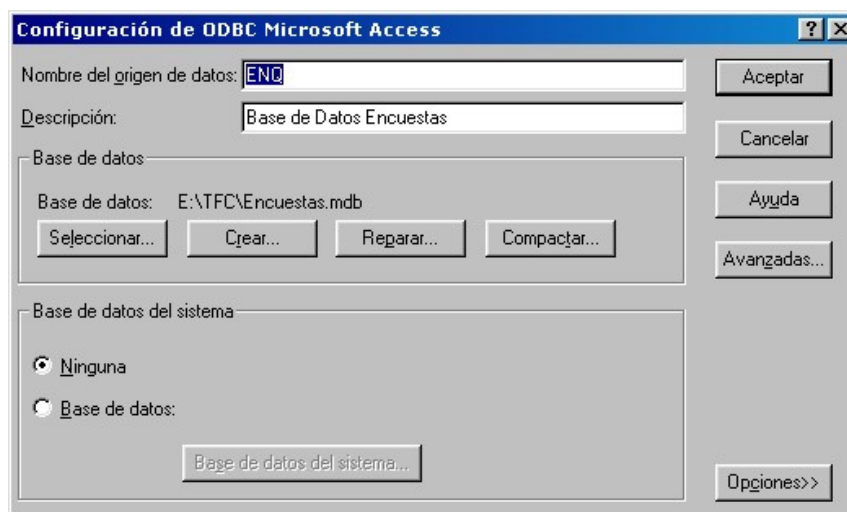 Configuración de ODBC Microsoft Access
Nombre del origen de datos: ENQ
Aceptar
Descripción: Base de Datos Encuestas
Cancelar
Base de datos
Base de datos: E:\TFC\Encuestas.mdb
Ayuda
Seleccionar... Crear... Reparar... Compactar...
Avanzadas...
Base de datos del sistema
Ninguna
Base de datos:
Base de datos del sistema...
Opciones>>